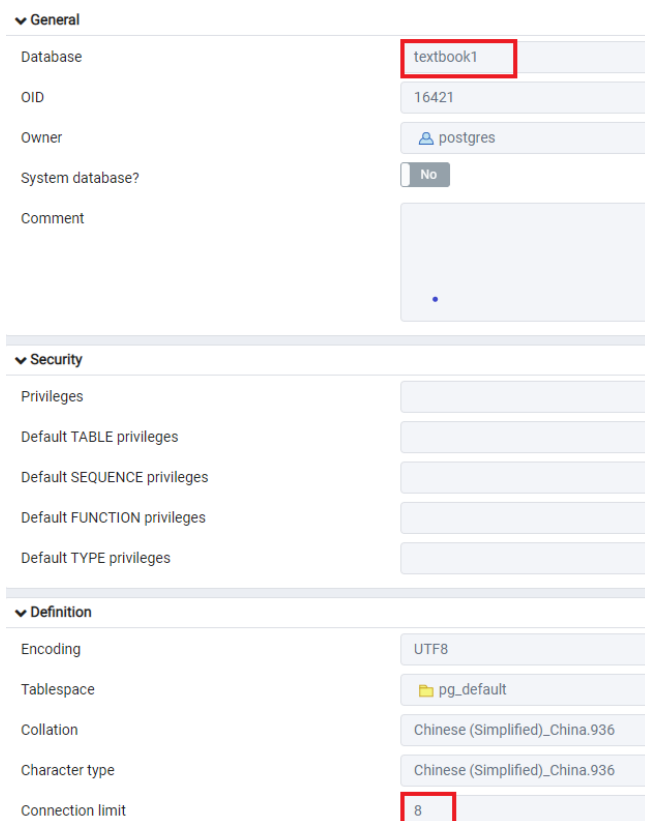 General
Database textbook1
OID 16421
Owner postgres
System database? No
Comment
Security
Privileges
Default TABLE privileges
Default SEQUENCE privileges
Default FUNCTION privileges
Default TYPE privileges
Definition
Encoding UTF8
Tablespace pg_default
Collation Chinese (Simplified)_China.936
Character type Chinese (Simplified)_China.936
Connection limit 8